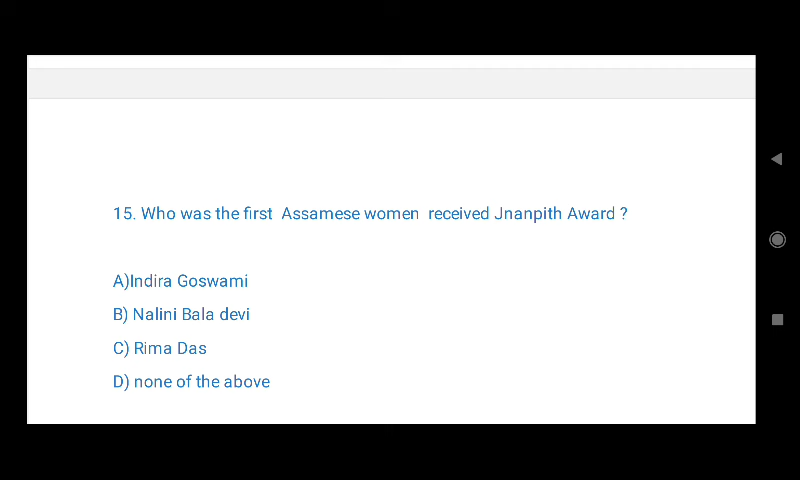 15. Who was the first Assamese women received Jnanpith Award ?
A)Indira Goswami
B) Nalini Bala devi
C) Rima Das
D) none of the above